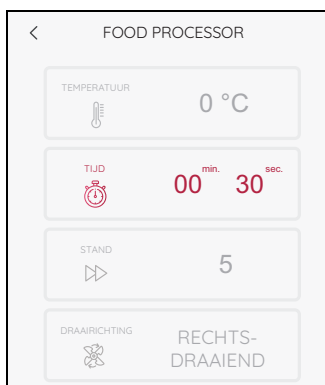 FOOD PROCESSOR
TEMPERATUUR
0 °C
TIJD
00 min. 30 sec.
STAND
5
DRAAIRICHTING
RECHTS-
DRAAIEND